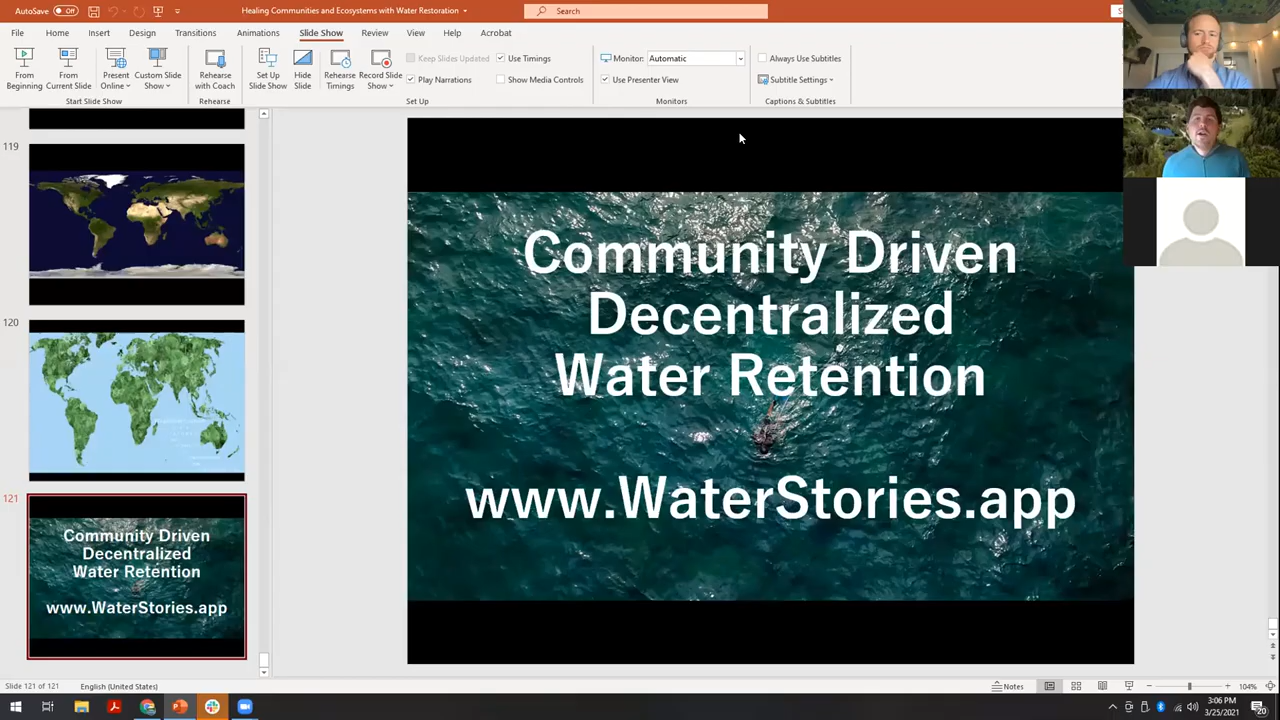 AutoSave Off
Healing Communities and Ecosystems with Water Restoration
Search
File Home Insert Design Transitions Animations Slide Show Review View Help Acrobat
From Beginning
From Current Slide
Present Online
Custom Slide Show
Start Slide Show
Rehearse with Coach
Rehearse
Set Up Slide Show
Hide Slide
Rehearse Timings
Record Slide Show
Keep Slides Updated
Play Narrations
Use Timings
Show Media Controls
Set Up
Monitor: Automatic
Use Presenter View
Monitors
Always Use Subtitles
Subtitle Settings
Captions & Subtitles
119
120
121
Community Driven
Decentralized
Water Retention
www.WaterStories.app
Community Driven
Decentralized
Water Retention
www.WaterStories.app
Slide 121 of 121 English (United States)
Notes
104%
3:06 PM
3/25/2021
20